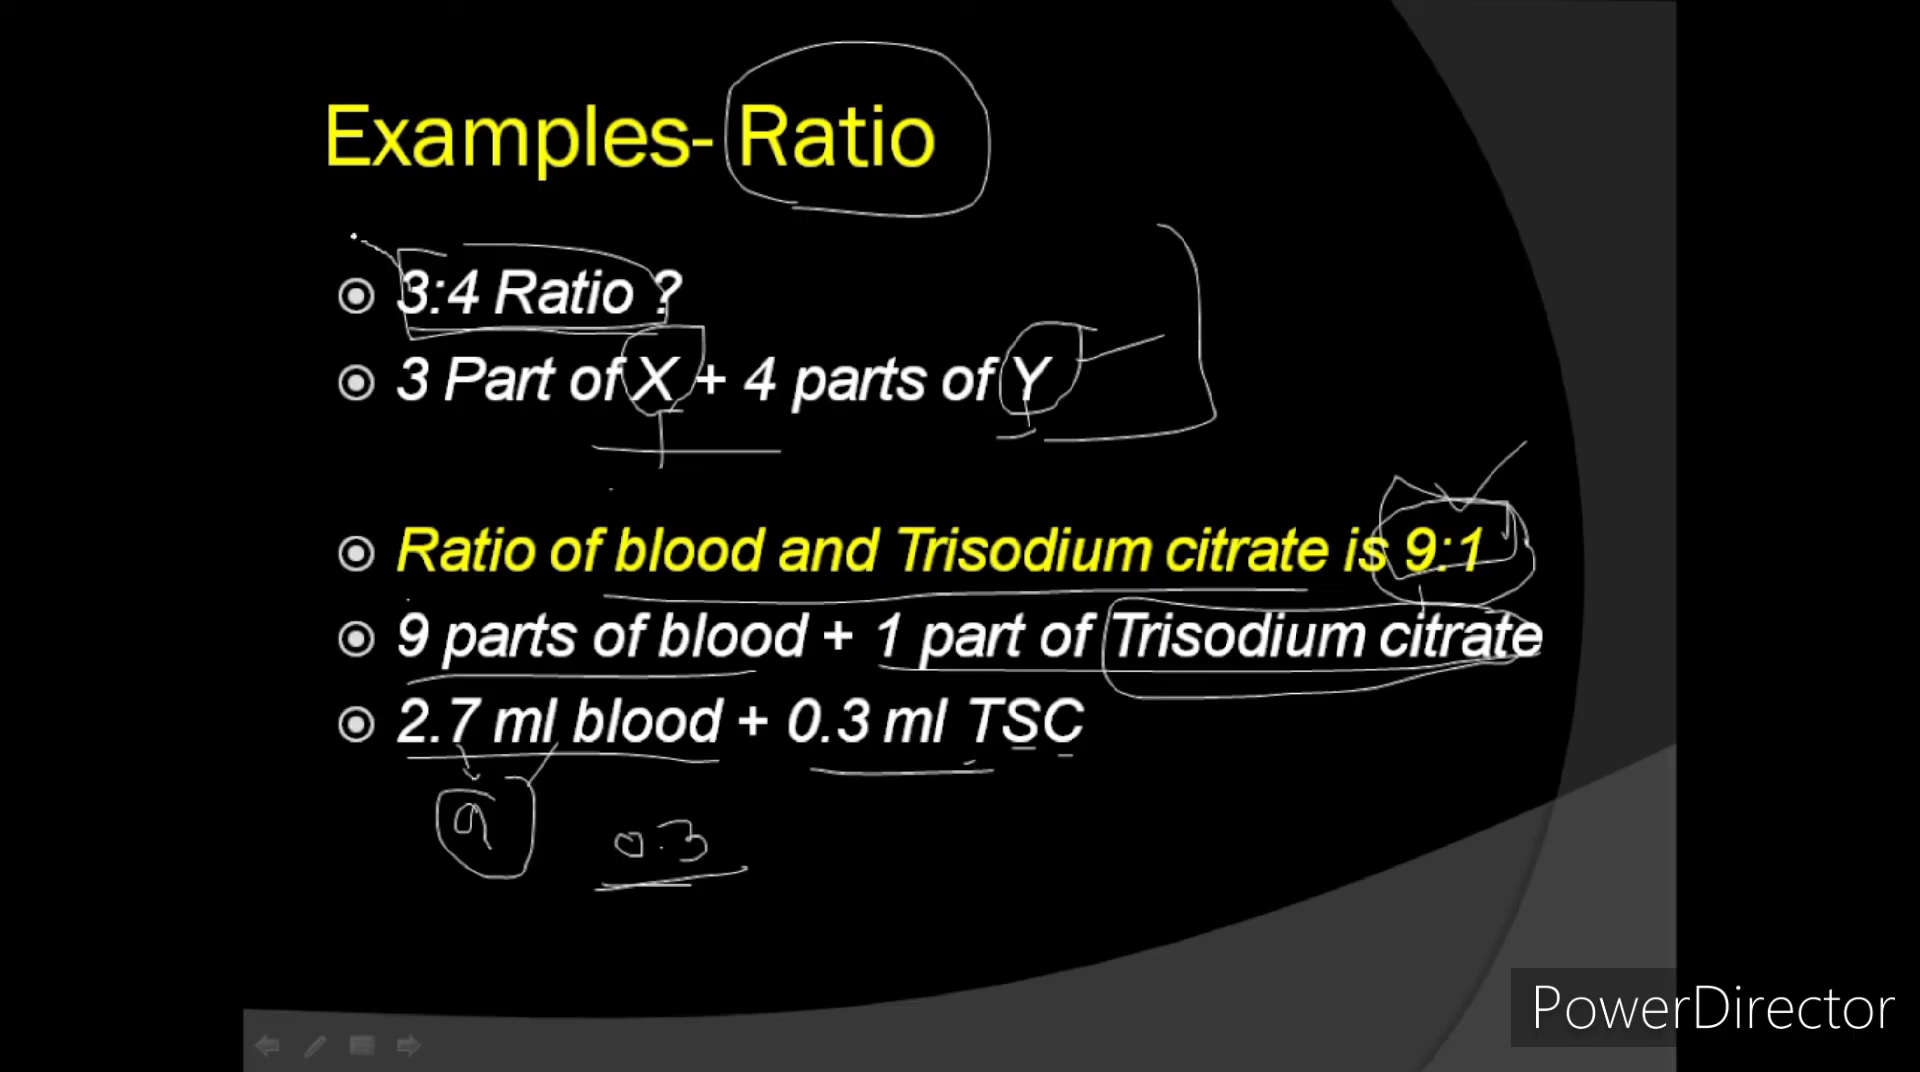 Examples- Ratio
3:4 Ratio ?
3 Part of X + 4 parts of Y
Ratio of blood and Trisodium citrate is 9:1
9 parts of blood + 1 part of Trisodium citrate
2.7 ml blood + 0.3 ml TSC
9 0.3
PowerDirector